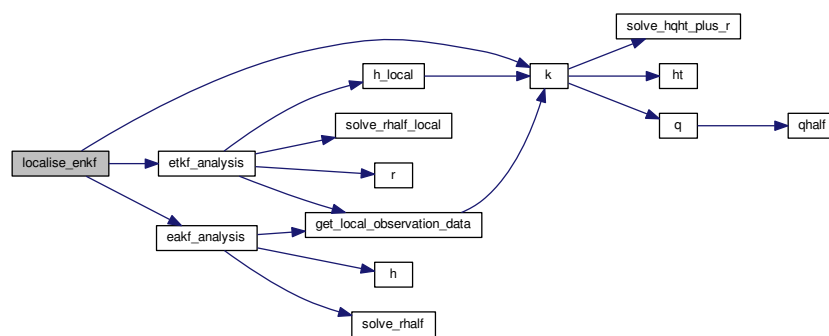 solve_hqht_plus_r
h_local
k
ht
solve_rhalf_local
q
qhalf
localise_enkf
etkf_analysis
r
get_local_observation_data
eakf_analysis
h
solve_rhalf